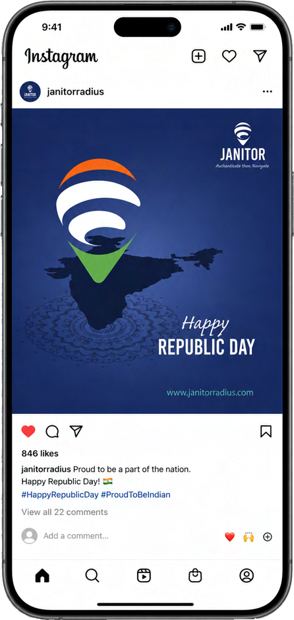 9:41
Instagram
janitorradius
JANITOR
Authenticate then Navigate
Happy
REPUBLIC DAY
www.janitorradius.com
846 likes
janitorradius Proud to be a part of the nation.
Happy Republic Day! 🇮🇳
#HappyRepublicDay #ProudToBeIndian
View all 22 comments
Add a comment...